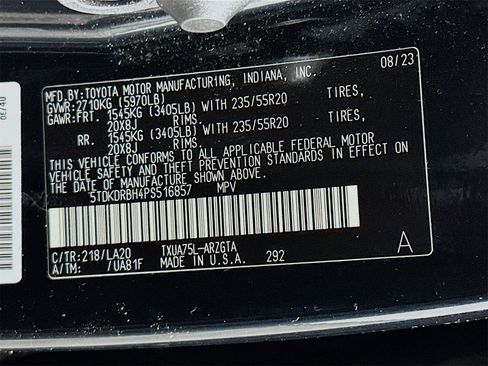 MFD.BY:TOYOTA MOTOR MANUFACTURING, INDIANA, INC. 08/23
GVWR:2710KG (5970LB)
GAWR:FRT. 1545KG (3405LB) WITH 235/55R20 TIRES,
20X8J RIMS.
RR. 1545KG (3405LB) WITH 235/55R20 TIRES,
20X8J RIMS.
THIS VEHICLE CONFORMS TO ALL APPLICABLE FEDERAL MOTOR
VEHICLE SAFETY AND THEFT PREVENTION STANDARDS IN EFFECT ON
THE DATE OF MANUFACTURE SHOWN ABOVE.
5TDKDRBH4PS516857 MPV
C/TR:218/LA20 TXUA75L-ARZGTA
A/TM: /UA81F MADE IN U.S.A. 292 A
0E/40